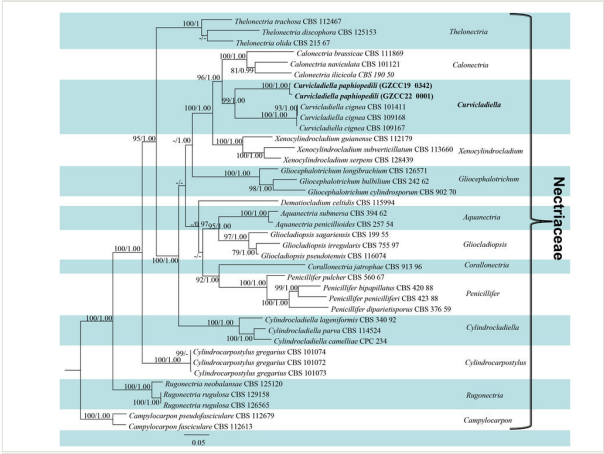 100/1
Thelonectria trachosa CBS 112467
Thelonectria discophora CBS 125153
Thelonectria
-/-
Thelonectria olida CBS 215 67
Calonectria brassicae CBS 111869
100/1.00
100/1.00
Calonectria naviculata CBS 101121
Calonectria
81/0.99
Calonectria ilicicola CBS 190 50
96/1.00
100/1.00
Curvicladiella paphiopedili (GZCC19 0342)
Curvicladiella paphiopedili (GZCC22 0001)
99/1.00
93/1.00
Curvicladiella cignea CBS 101411
Curvicladiella
100/1.00
Curvicladiella cignea CBS 109168
Curvicladiella cignea CBS 109167
95/1.00
-/1.00
100/1.00
Xenocylindrocladium guianense CBS 112179
Xenocylindrocladium subverticillatum CBS 113660
Xenocylindrocladium
100/1.00
Xenocylindrocladium serpens CBS 128439
100/1.00
Gliocephalotrichum longibrachium CBS 126571
Gliocephalotrichum bulbilium CBS 242 62
Gliocephalotrichum
98/1.00
Gliocephalotrichum cylindrosporum CBS 902 70
-/-
Dematiocladium celtidis CBS 115994
100/1.00
Aquanectria submersa CBS 394 62
Aquanectria
Aquanectria penicillioides CBS 257 54
97/1.00
Gliocladiopsis sagariensis CBS 199 55
Gliocladiopsis irregularis CBS 755 97
Gliocladiopsis
79/1.00
Gliocladiopsis pseudotenuis CBS 116074
-/-
100/1.00
100/1.00
Corallonectria jatrophae CBS 913 96
Corallonectria
92/1.00
100/1.00
Penicillifer pulcher CBS 560 67
99/1.00
Penicillifer bipapillatus CBS 420 88
Penicillifer
100/1.00
Penicillifer penicilliferi CBS 423 88
Penicillifer diparietisporus CBS 376 59
100/1.00
Cylindrocladiella lageniformis CBS 340 92
Cylindrocladiella parva CBS 114524
Cylindrocladiella
100/1.00
Cylindrocladiella camelliae CPC 234
99/-
Cylindrocarpostylus gregarius CBS 101074
100/1.00
Cylindrocarpostylus gregarius CBS 101072
Cylindrocarpostylus
Cylindrocarpostylus gregarius CBS 101073
100/1.00
Rugonectria neobalansae CBS 125120
100/1.00
Rugonectria rugulosa CBS 129158
Rugonectria
Rugonectria rugulosa CBS 126565
100/1.00
Campylocarpon pseudofasciculare CBS 112679
Campylocarpon
Campylocarpon fasciculare CBS 112613
0.05
Nectriaceae